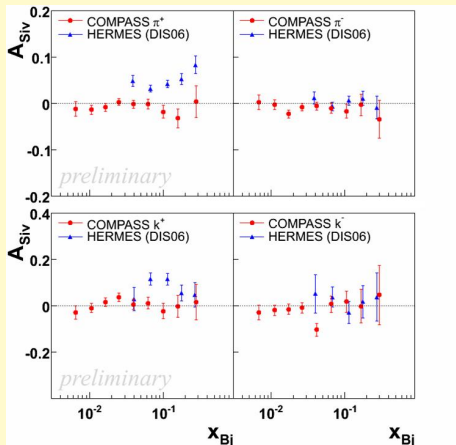 0.2
COMPASS π⁺
HERMES (DIS06)
COMPASS π⁻
HERMES (DIS06)
A_Siv
0.1
0
-0.1
preliminary
-0.2
0.4
COMPASS k⁺
HERMES (DIS06)
COMPASS k⁻
HERMES (DIS06)
A_Siv
0.2
0
-0.2
preliminary
10⁻² 10⁻¹ 10⁻² 10⁻¹
x_Bj x_Bj